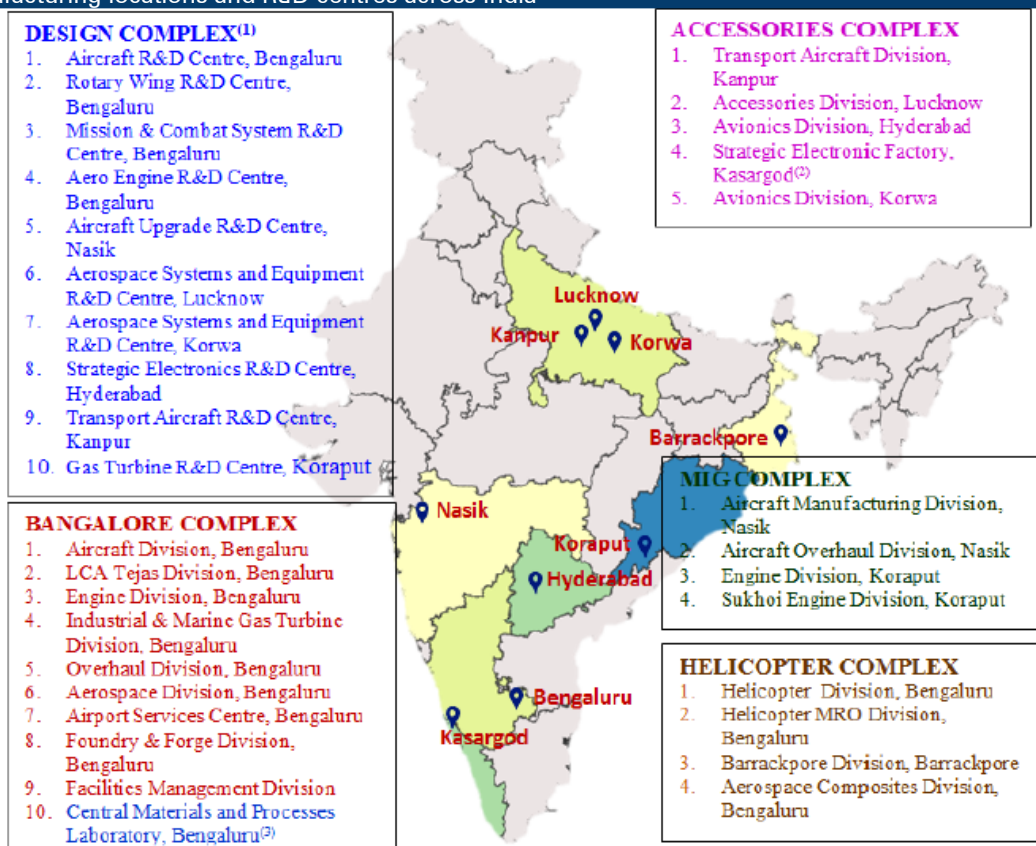 facturing locations and R&D centres across India
DESIGN COMPLEX(1)
1. Aircraft R&D Centre, Bengaluru
2. Rotary Wing R&D Centre,
Bengaluru
3. Mission & Combat System R&D
Centre, Bengaluru
4. Aero Engine R&D Centre,
Bengaluru
5. Aircraft Upgrade R&D Centre,
Nasik
6. Aerospace Systems and Equipment
R&D Centre, Lucknow
7. Aerospace Systems and Equipment
R&D Centre, Korwa
8. Strategic Electronics R&D Centre,
Hyderabad
9. Transport Aircraft R&D Centre,
Kanpur
10. Gas Turbine R&D Centre, Koraput
ACCESSORIES COMPLEX
1. Transport Aircraft Division,
Kanpur
2. Accessories Division, Lucknow
3. Avionics Division, Hyderabad
4. Strategic Electronic Factory,
Kasargod(2)
5. Avionics Division, Korwa
Lucknow
Kanpur
Korwa
Barrackpore
Nasik
Koraput
Hyderabad
Bengaluru
Kasargod
BANGALORE COMPLEX
1. Aircraft Division, Bengaluru
2. LCA Tejas Division, Bengaluru
3. Engine Division, Bengaluru
4. Industrial & Marine Gas Turbine
Division, Bengaluru
5. Overhaul Division, Bengaluru
6. Aerospace Division, Bengaluru
7. Airport Services Centre, Bengaluru
8. Foundry & Forge Division,
Bengaluru
9. Facilities Management Division
10. Central Materials and Processes
Laboratory, Bengaluru(3)
MIG COMPLEX
1. Aircraft Manufacturing Division,
Nasik
2. Aircraft Overhaul Division, Nasik
3. Engine Division, Koraput
4. Sukhoi Engine Division, Koraput
HELICOPTER COMPLEX
1. Helicopter Division, Bengaluru
2. Helicopter MRO Division,
Bengaluru
3. Barrackpore Division, Barrackpore
4. Aerospace Composites Division,
Bengaluru